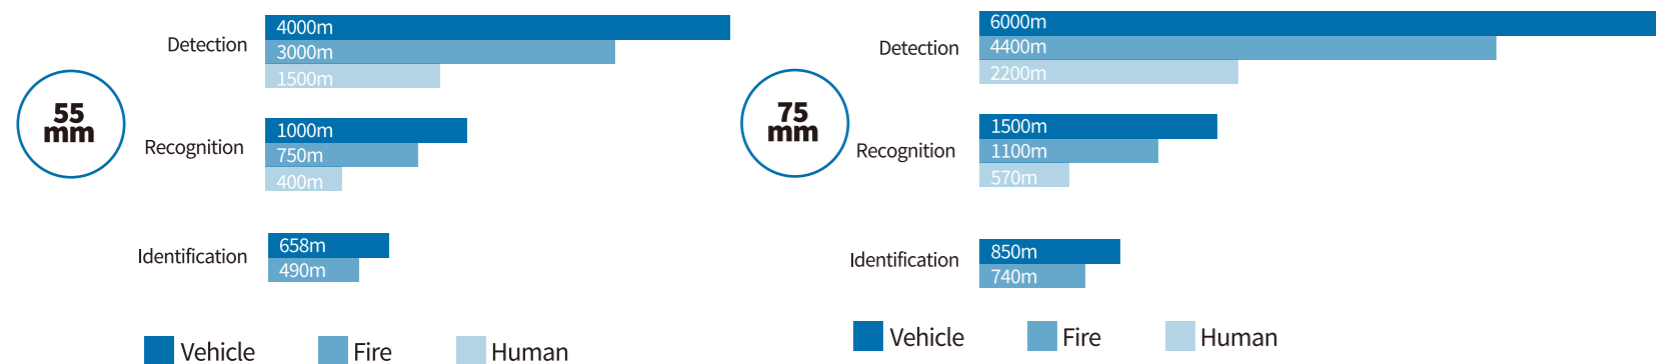 55
mm
Detection
4000m
3000m
1500m
Recognition
1000m
750m
400m
Identification
658m
490m
Vehicle Fire Human
75
mm
Detection
6000m
4400m
2200m
Recognition
1500m
1100m
570m
Identification
850m
740m
Vehicle Fire Human